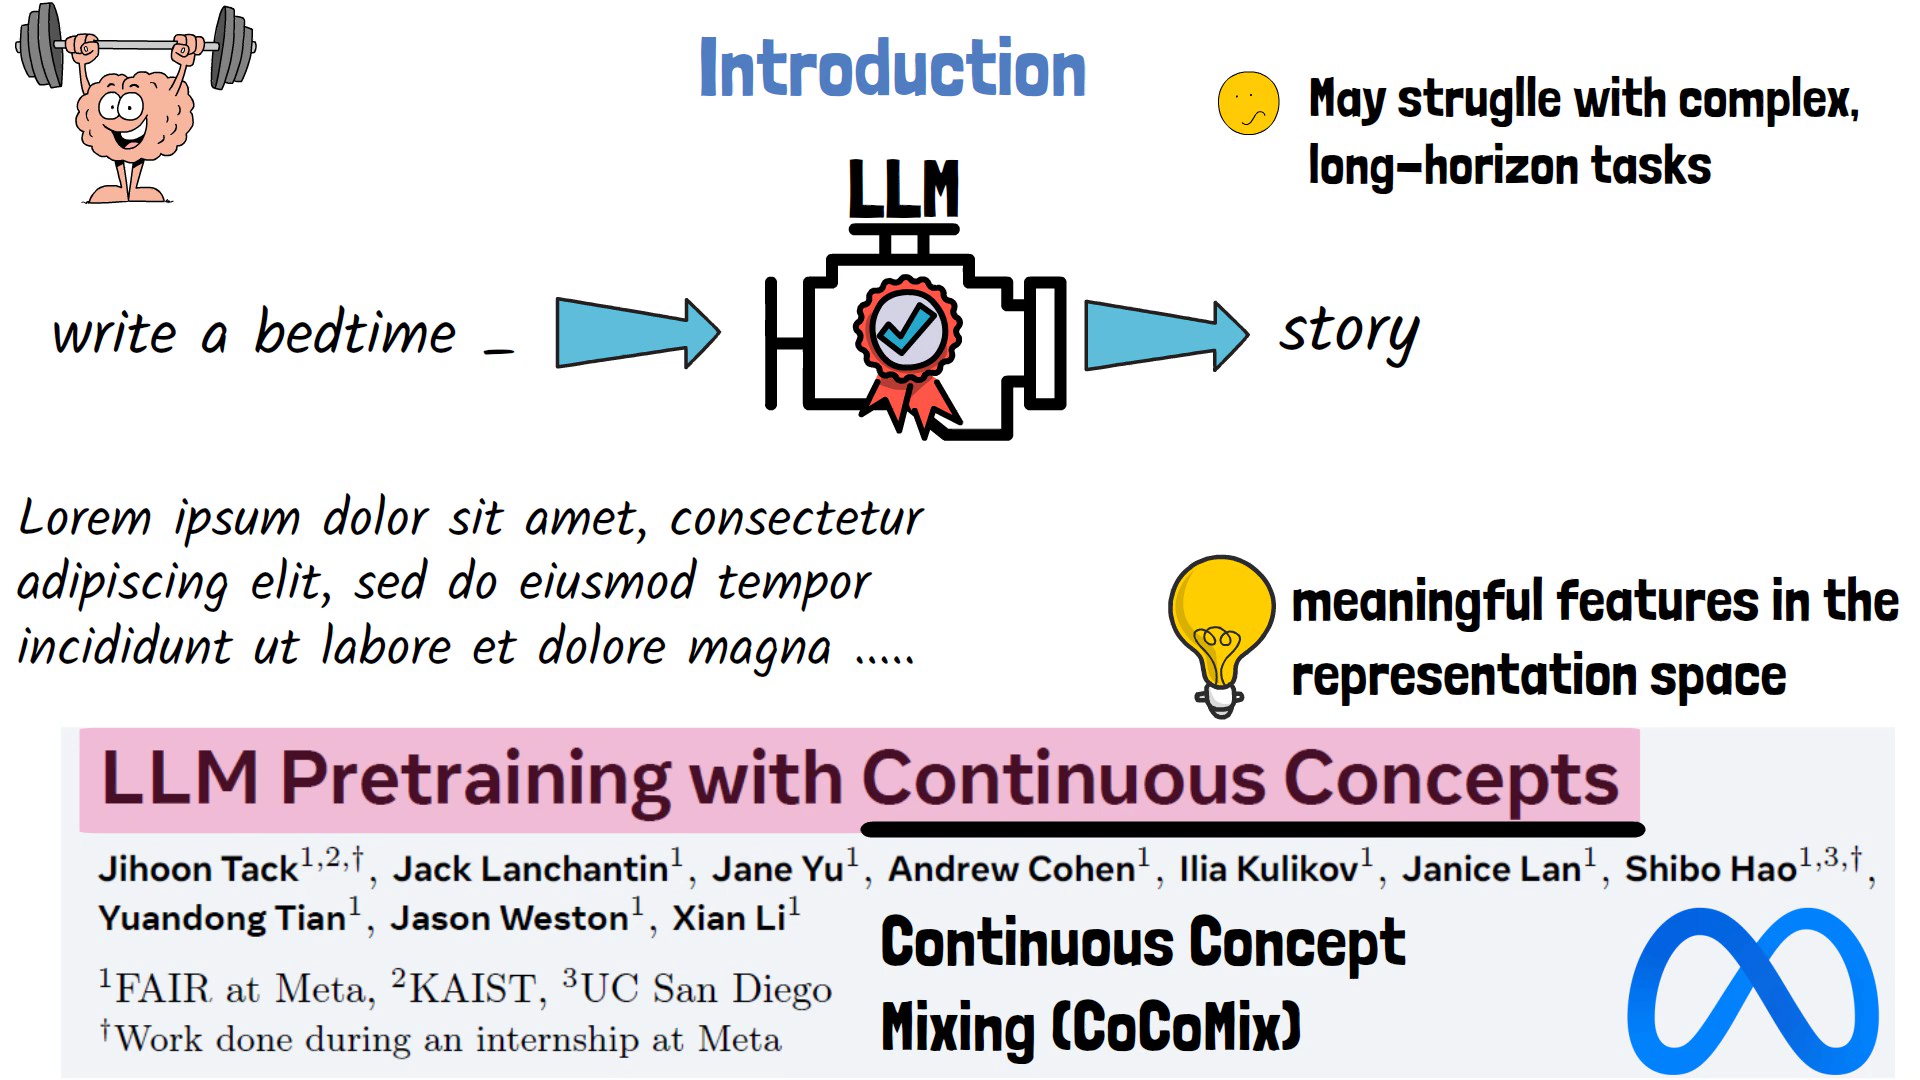 Introduction
May struglle with complex,
long-horizon tasks
LLM
write a bedtime _
story
Lorem ipsum dolor sit amet, consectetur
adipiscing elit, sed do eiusmod tempor
incididunt ut labore et dolore magna .....
meaningful features in the
representation space
LLM Pretraining with Continuous Concepts
Jihoon Tack1,2,†, Jack Lanchantin1, Jane Yu1, Andrew Cohen1, Ilia Kulikov1, Janice Lan1, Shibo Hao1,3,†,
Yuandong Tian1, Jason Weston1, Xian Li1
1FAIR at Meta, 2KAIST, 3UC San Diego
†Work done during an internship at Meta
Continuous Concept
Mixing (CoCoMix)